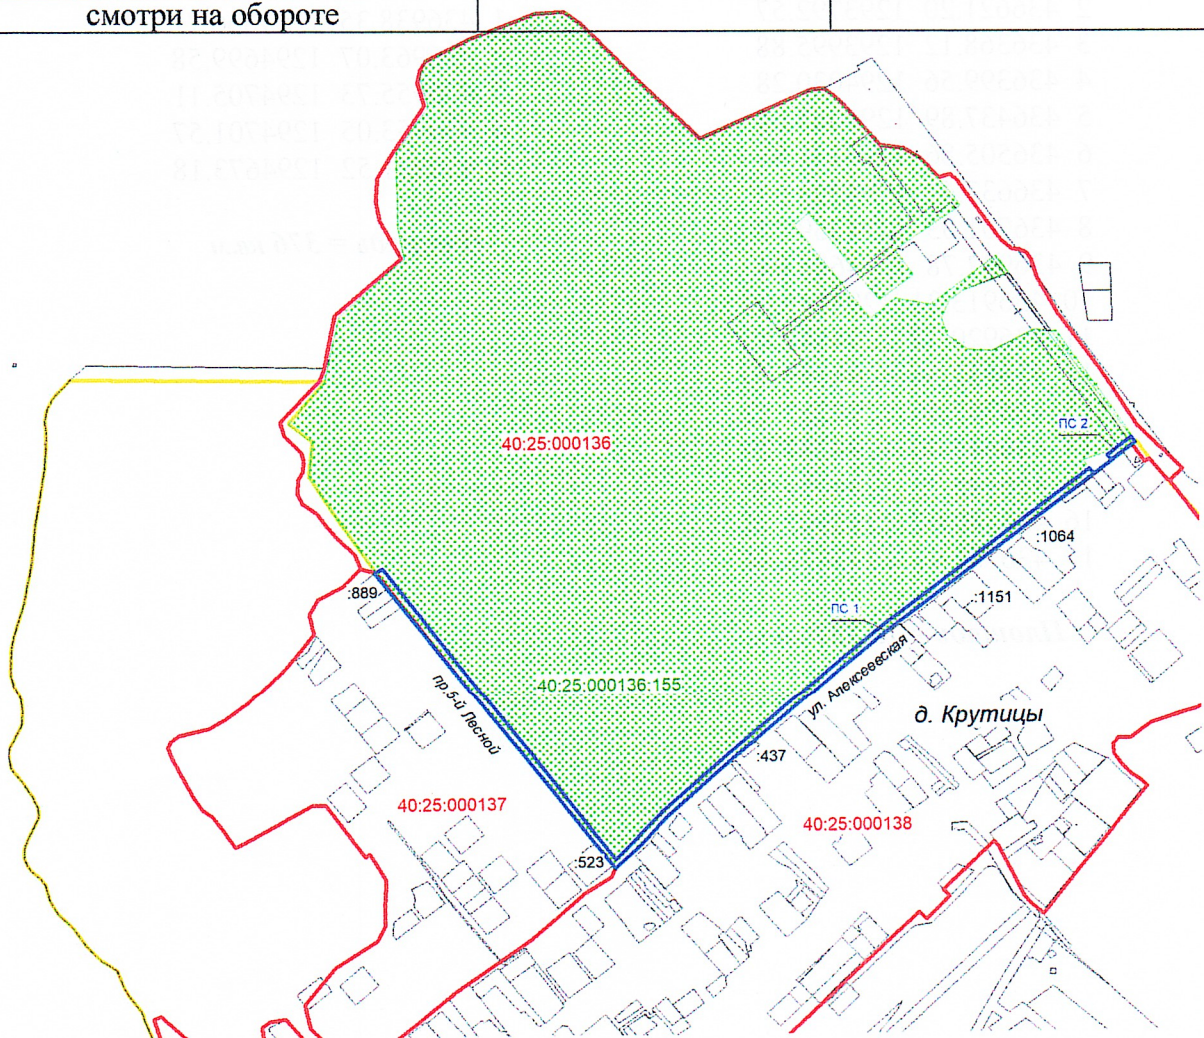 смотри на обороте
40:25:000136
ПС 2
:1064
:889
:1151
ПС 1
ул. Алексеевская
40:25:000136:155
пр.5-й Лесной
д. Крутицы
:437
40:25:000137
40:25:000138
:523